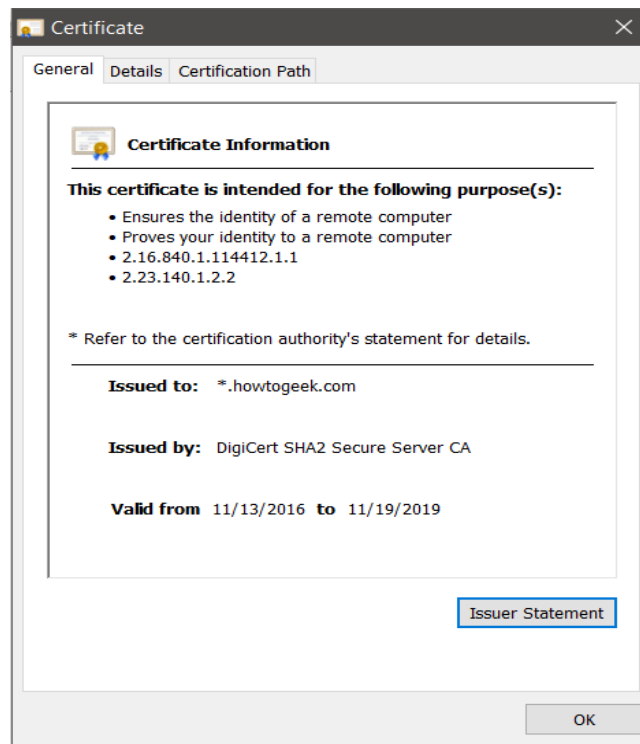 Certificate
General Details Certification Path
Certificate Information
This certificate is intended for the following purpose(s):
• Ensures the identity of a remote computer
• Proves your identity to a remote computer
• 2.16.840.1.114412.1.1
• 2.23.140.1.2.2
* Refer to the certification authority's statement for details.
Issued to: *.howtogeek.com
Issued by: DigiCert SHA2 Secure Server CA
Valid from 11/13/2016 to 11/19/2019
Issuer Statement
OK